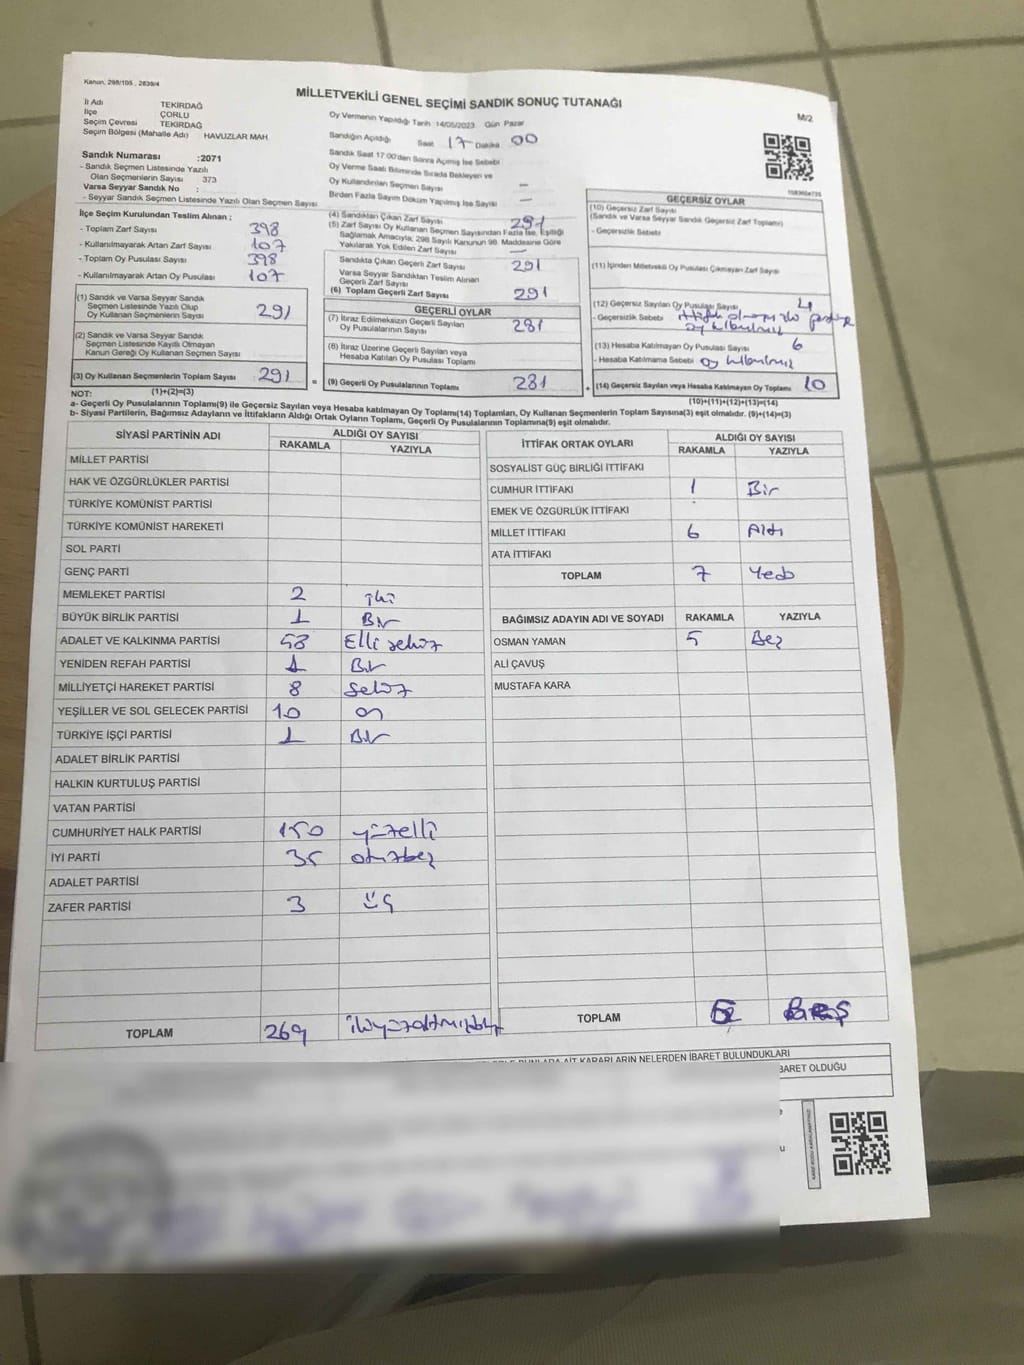 Kanun, 298/105 , 2839/4
MİLLETVEKİLİ GENEL SEÇİMİ SANDIK SONUÇ TUTANAĞI
M/2
İl Adı TEKİRDAĞ
İlçe ÇORLU
Seçim Çevresi TEKİRDAĞ
Seçim Bölgesi (Mahalle Adı) HAVUZLAR MAH.
Oy Vermenin Yapıldığı Tarih :14/05/2023 Gün Pazar
Sandığın Açıldığı Saat 17 Dakika 00
Sandık Saat 17:00'den Sonra Açılmış İse Sebebi
Oy Verme Saati Bitiminde Sırada Bekleyen ve
Oy Kullandırılan Seçmen Sayısı —
Birden Fazla Sayım Döküm Yapılmış İse Sayısı —
Sandık Numarası :2071
- Sandık Seçmen Listesinde Yazılı
Olan Seçmenlerin Sayısı 373
Varsa Seyyar Sandık No :
- Seyyar Sandık Seçmen Listesinde Yazılı Olan Seçmen Sayısı
İlçe Seçim Kurulundan Teslim Alınan ;
- Toplam Zarf Sayısı 398
- Kullanılmayarak Artan Zarf Sayısı 107
- Toplam Oy Pusulası Sayısı 398
- Kullanılmayarak Artan Oy Pusulası 107
(1) Sandık ve Varsa Seyyar Sandık
Seçmen Listesinde Yazılı Olup
Oy Kullanan Seçmenlerin Sayısı 291
(2) Sandık ve Varsa Seyyar Sandık
Seçmen Listesinde Kayıtlı Olmayan
Kanun Gereği Oy Kullanan Seçmen Sayısı
(3) Oy Kullanan Seçmenlerin Toplam Sayısı 291
(1)+(2)=(3)
(4) Sandıktan Çıkan Zarf Sayısı 291
(5) Zarf Sayısı Oy Kullanan Seçmen Sayısından Fazla İse, Eşitliği
Sağlamak Amacıyla, 298 Sayılı Kanunun 98. Maddesine Göre
Yakılarak Yok Edilen Zarf Sayısı —
Sandıkta Çıkan Geçerli Zarf Sayısı 291
Varsa Seyyar Sandıktan Teslim Alınan
Geçerli Zarf Sayısı
(6) Toplam Geçerli Zarf Sayısı 291
GEÇERLİ OYLAR
(7) İtiraz Edilmeksizin Geçerli Sayılan
Oy Pusulalarının Sayısı 281
(8) İtiraz Üzerine Geçerli Sayılan veya
Hesaba Katılan Oy Pusulası Toplamı
= (9) Geçerli Oy Pusulalarının Toplamı 281
GEÇERSİZ OYLAR
(10) Geçersiz Zarf Sayısı
(Sandık ve Varsa Seyyar Sandık Geçersiz Zarf Toplamı)
- Geçersizlik Sebebi
(11) İçinden Milletvekili Oy Pusulası Çıkmayan Zarf Sayısı
(12) Geçersiz Sayılan Oy Pusulası Sayısı 4
- Geçersizlik Sebebi
(13) Hesaba Katılmayan Oy Pusulası Sayısı 6
- Hesaba Katılmama Sebebi oy
+ (14) Geçersiz Sayılan veya Hesaba Katılmayan Oy Toplamı 10
(10)+(11)+(12)+(13)=(14)
NOT:
a- Geçerli Oy Pusulalarının Toplamı(9) ile Geçersiz Sayılan veya Hesaba katılmayan Oy Toplamı(14) Toplamları, Oy Kullanan Seçmenlerin Toplam Sayısına(3) eşit olmalıdır. (9)+(14)=(3)
b- Siyasi Partilerin, Bağımsız Adayların ve İttifakların Aldığı Ortak Oyların Toplamı, Geçerli Oy Pusulalarının Toplamına(9) eşit olmalıdır.
SİYASİ PARTİNİN ADI ALDIĞI OY SAYISI
RAKAMLA YAZIYLA
MİLLET PARTİSİ
HAK VE ÖZGÜRLÜKLER PARTİSİ
TÜRKİYE KOMÜNİST PARTİSİ
TÜRKİYE KOMÜNİST HAREKETİ
SOL PARTİ
GENÇ PARTİ
MEMLEKET PARTİSİ 2 iki
BÜYÜK BİRLİK PARTİSİ 1 Bir
ADALET VE KALKINMA PARTİSİ 58 Elli sekiz
YENİDEN REFAH PARTİSİ 1 Bir
MİLLİYETÇİ HAREKET PARTİSİ 8 Sekiz
YEŞİLLER VE SOL GELECEK PARTİSİ 10 on
TÜRKİYE İŞÇİ PARTİSİ 1 Bir
ADALET BİRLİK PARTİSİ
HALKIN KURTULUŞ PARTİSİ
VATAN PARTİSİ
CUMHURİYET HALK PARTİSİ 150 yüzelli
İYİ PARTİ 35 otuzbeş
ADALET PARTİSİ
ZAFER PARTİSİ 3 üç
TOPLAM 269 ikiyüzaltmışdokuz
İTTİFAK ORTAK OYLARI ALDIĞI OY SAYISI
RAKAMLA YAZIYLA
SOSYALİST GÜÇ BİRLİĞİ İTTİFAKI
CUMHUR İTTİFAKI 1 Bir
EMEK VE ÖZGÜRLÜK İTTİFAKI
MİLLET İTTİFAKI 6 Altı
ATA İTTİFAKI
TOPLAM 7 Yedi
BAĞIMSIZ ADAYIN ADI VE SOYADI RAKAMLA YAZIYLA
OSMAN YAMAN 5 Beş
ALİ ÇAVUŞ
MUSTAFA KARA
TOPLAM 5 Beş
AİT KARARLARIN NELERDEN İBARET BULUNDUKLARI
BARET OLDUĞU